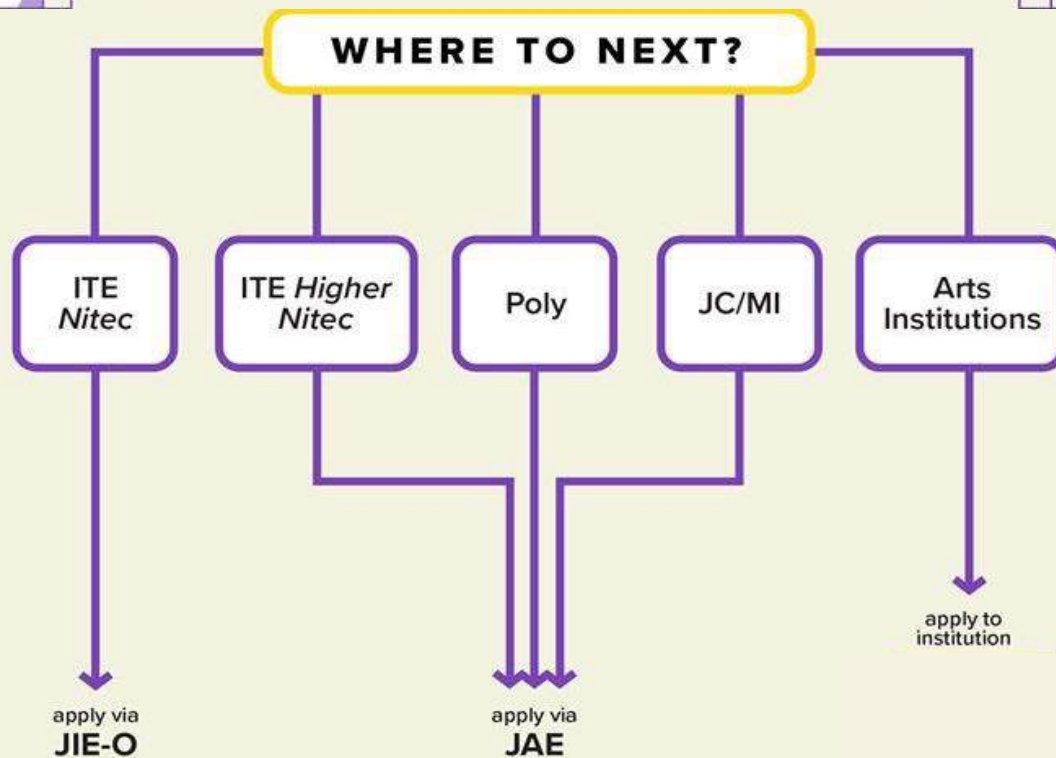 WHERE TO NEXT?
ITE
Nitec
ITE Higher
Nitec
Poly
JC/MI
Arts
Institutions
apply to
institution
apply via
JIE-O
apply via
JAE